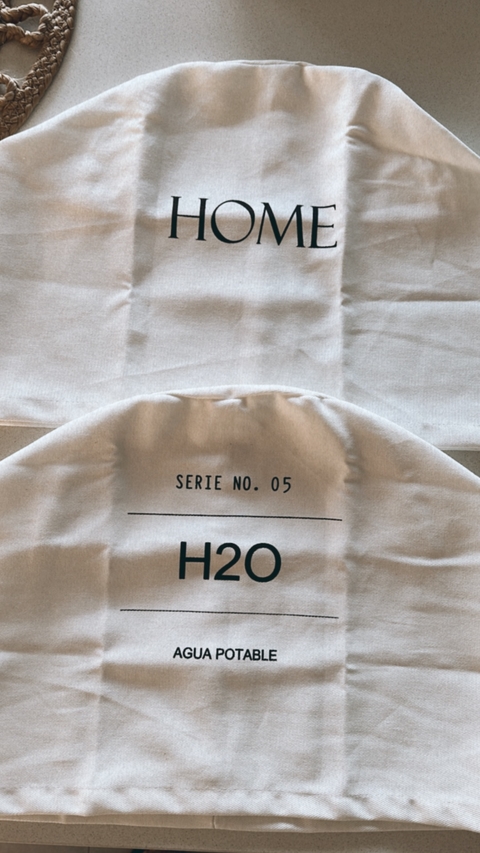 HOME
SERIE NO. 05
H2O
AGUA POTABLE